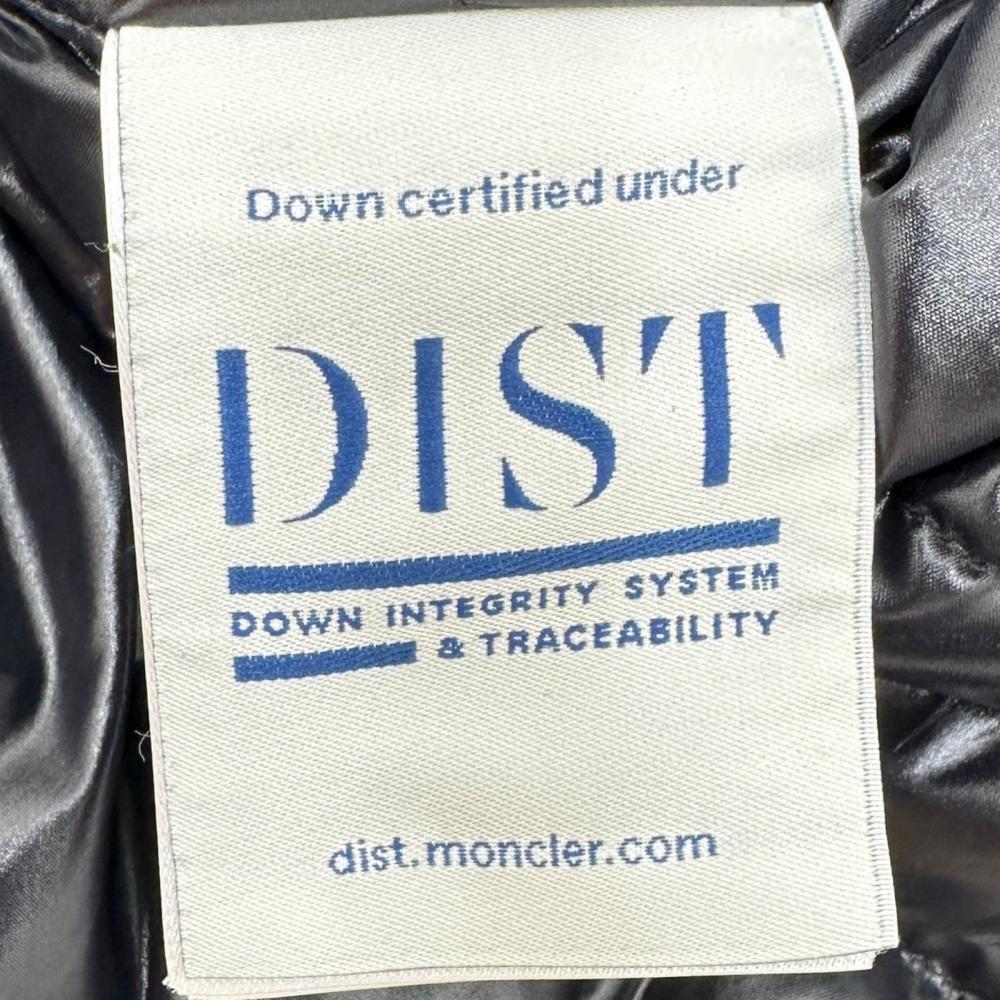 Down certified under
DIST
DOWN INTEGRITY SYSTEM
& TRACEABILITY
dist.moncler.com